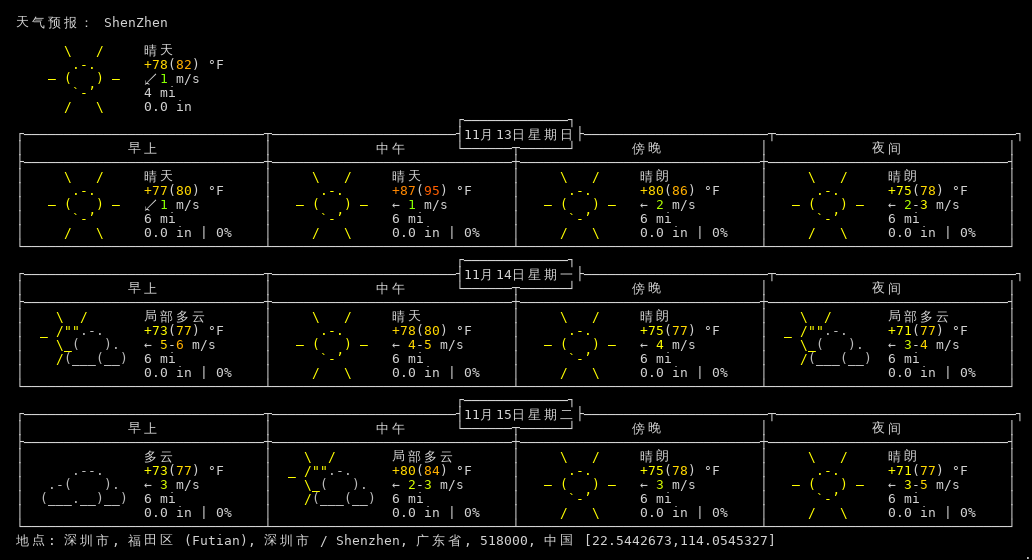 天气预报: ShenZhen
晴天
+78(82) °F
↙ 1 m/s
4 mi
0.0 in
11月13日星期日
早上 中午 傍晚 夜间
晴天 晴天 晴朗 晴朗
+77(80) °F +87(95) °F +80(86) °F +75(78) °F
↙ 1 m/s ← 1 m/s ← 2 m/s ← 2-3 m/s
6 mi 6 mi 6 mi 6 mi
0.0 in | 0% 0.0 in | 0% 0.0 in | 0% 0.0 in | 0%
11月14日星期一
早上 中午 傍晚 夜间
局部多云 晴天 晴朗 局部多云
+73(77) °F +78(80) °F +75(77) °F +71(77) °F
← 5-6 m/s ← 4-5 m/s ← 4 m/s ← 3-4 m/s
6 mi 6 mi 6 mi 6 mi
0.0 in | 0% 0.0 in | 0% 0.0 in | 0% 0.0 in | 0%
11月15日星期二
早上 中午 傍晚 夜间
多云 局部多云 晴朗 晴朗
+73(77) °F +80(84) °F +75(78) °F +71(77) °F
← 3 m/s ← 2-3 m/s ← 3 m/s ← 3-5 m/s
6 mi 6 mi 6 mi 6 mi
0.0 in | 0% 0.0 in | 0% 0.0 in | 0% 0.0 in | 0%
地点: 深圳市, 福田区 (Futian), 深圳市 / Shenzhen, 广东省, 518000, 中国 [22.5442673,114.0545327]